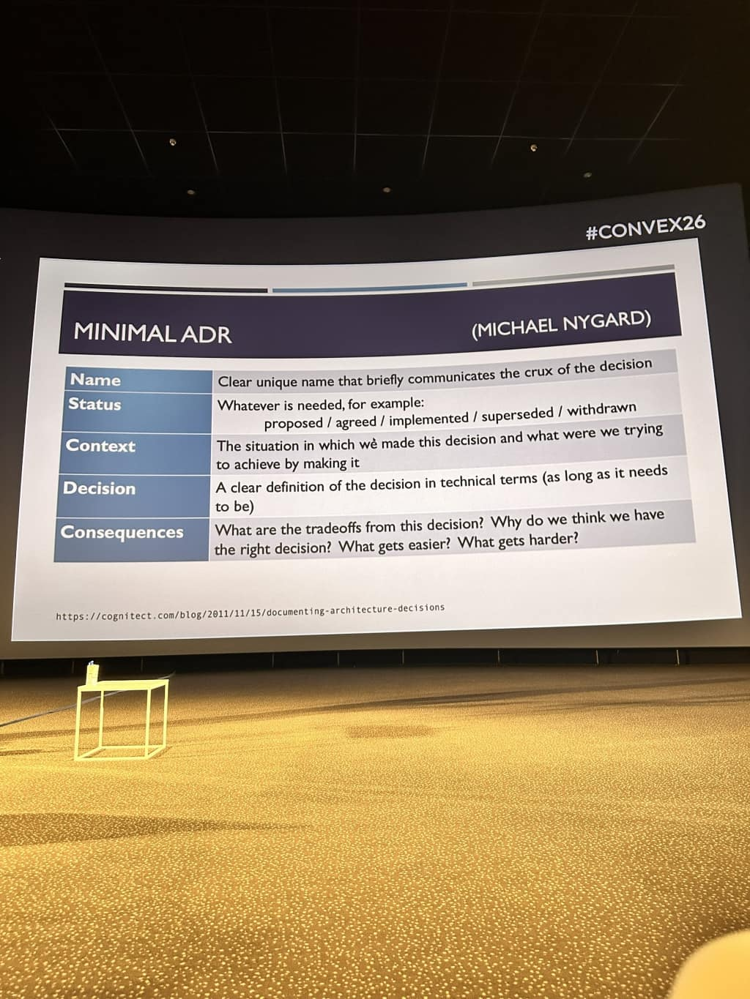 #CONVEX26
MINIMAL ADR (MICHAEL NYGARD)
Name Clear unique name that briefly communicates the crux of the decision
Status Whatever is needed, for example:
proposed / agreed / implemented / superseded / withdrawn
Context The situation in which we made this decision and what were we trying
to achieve by making it
Decision A clear definition of the decision in technical terms (as long as it needs
to be)
Consequences What are the tradeoffs from this decision? Why do we think we have
the right decision? What gets easier? What gets harder?
https://cognitect.com/blog/2011/11/15/documenting-architecture-decisions